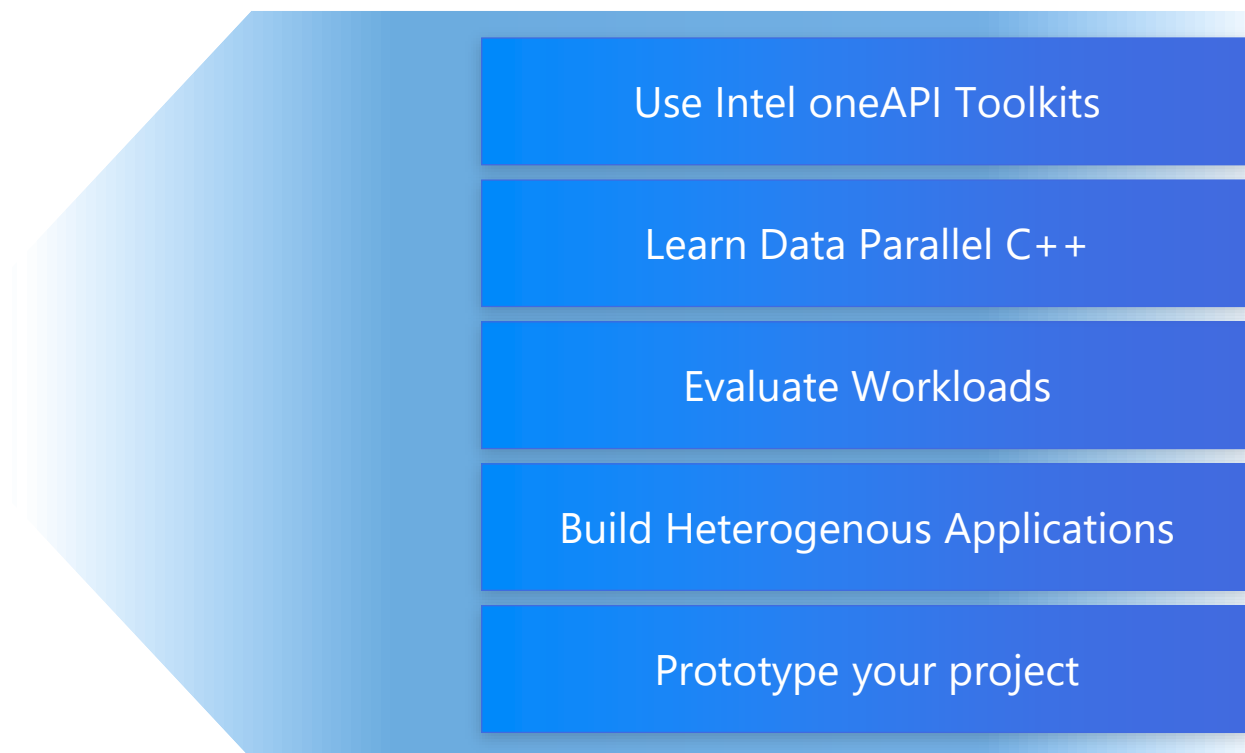 Use Intel oneAPI Toolkits
Learn Data Parallel C++
Evaluate Workloads
Build Heterogenous Applications
Prototype your project